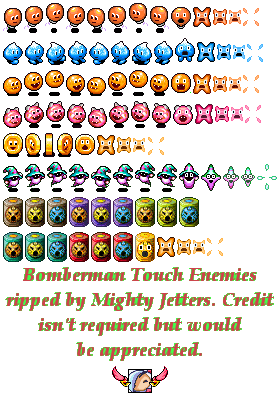 Bomberman Touch Enemies
ripped by Mighty Jetters. Credit
isn't required but would
be appreciated.